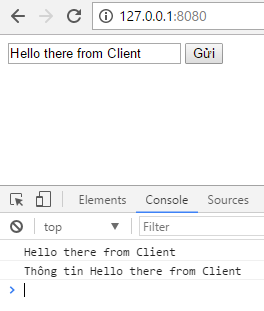 127.0.0.1:8080
Hello there from Client Gửi
Elements Console Sources
top Filter
Hello there from Client
Thông tin Hello there from Client